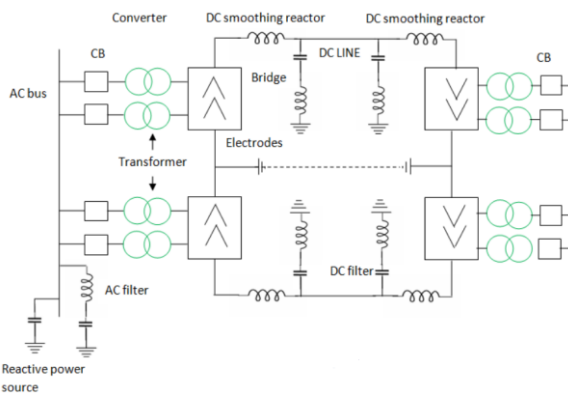 Converter
DC smoothing reactor
DC smoothing reactor
CB
DC LINE
CB
AC bus
Bridge
Electrodes
Transformer
DC filter
AC filter
Reactive power
source